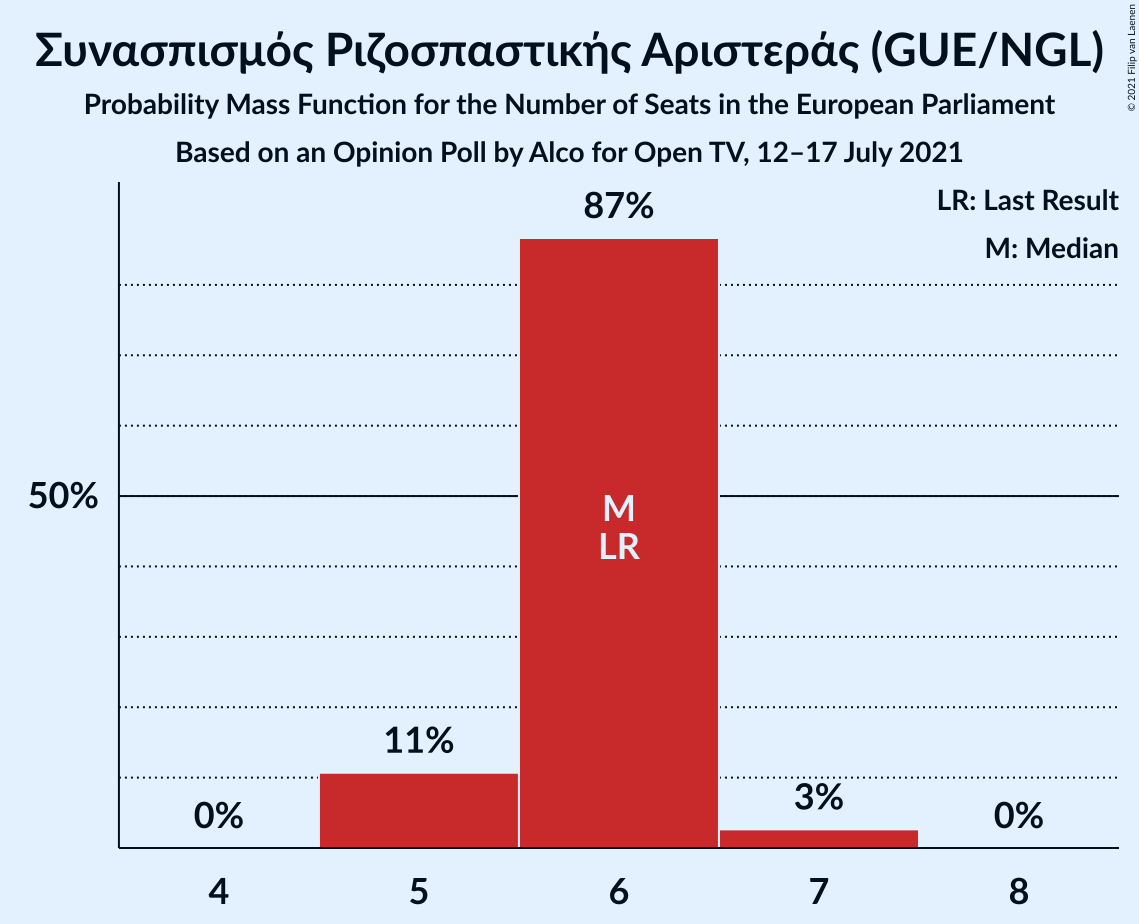 Συνασπισμός Ριζοσπαστικής Αριστεράς (GUE/NGL)
Probability Mass Function for the Number of Seats in the European Parliament
Based on an Opinion Poll by Alco for Open TV, 12–17 July 2021
© 2021 Filip van Laenen
LR: Last Result
M: Median
87%
50%
M
LR
11%
3%
0%
0%
4 5 6 7 8